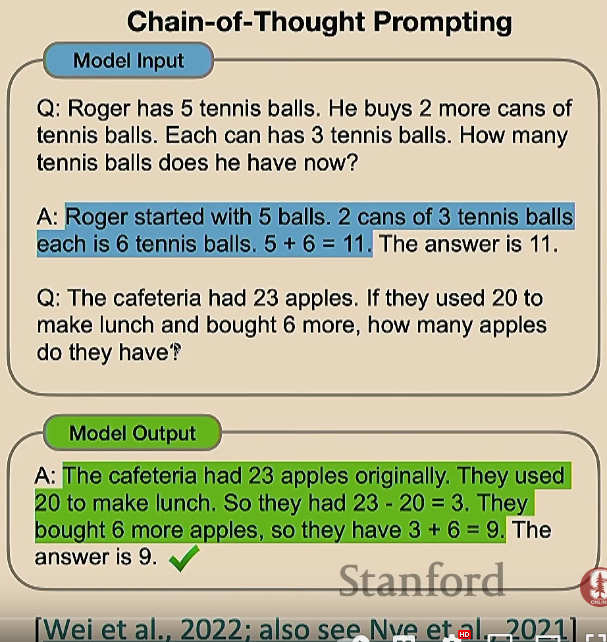 Chain-of-Thought Prompting
Model Input
Q: Roger has 5 tennis balls. He buys 2 more cans of
tennis balls. Each can has 3 tennis balls. How many
tennis balls does he have now?
A: Roger started with 5 balls. 2 cans of 3 tennis balls
each is 6 tennis balls. 5 + 6 = 11. The answer is 11.
Q: The cafeteria had 23 apples. If they used 20 to
make lunch and bought 6 more, how many apples
do they have?
Model Output
A: The cafeteria had 23 apples originally. They used
20 to make lunch. So they had 23 - 20 = 3. They
bought 6 more apples, so they have 3 + 6 = 9. The
answer is 9.
Stanford
ONLINE
HD
[Wei et al., 2022; also see Nye et al., 2021]